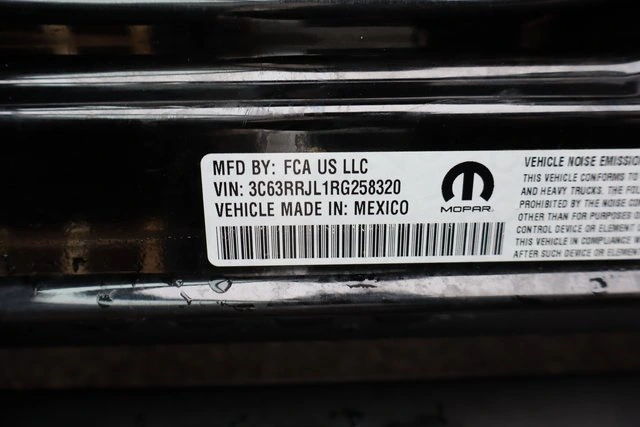 MFD BY: FCA US LLC
VIN: 3C63RRJL1RG258320
VEHICLE MADE IN: MEXICO
MOPAR
VEHICLE NOISE EMISSION
THIS VEHICLE CONFORMS TO
AND HEAVY TRUCKS. THE
PROHIBITED BY THE NOISE
OTHER THAN FOR PURPOSES
CONTROL DEVICE OR ELEMENT
THIS VEHICLE IN COMPLIANCE
AFTER SUCH DEVICE OR ELEMENT